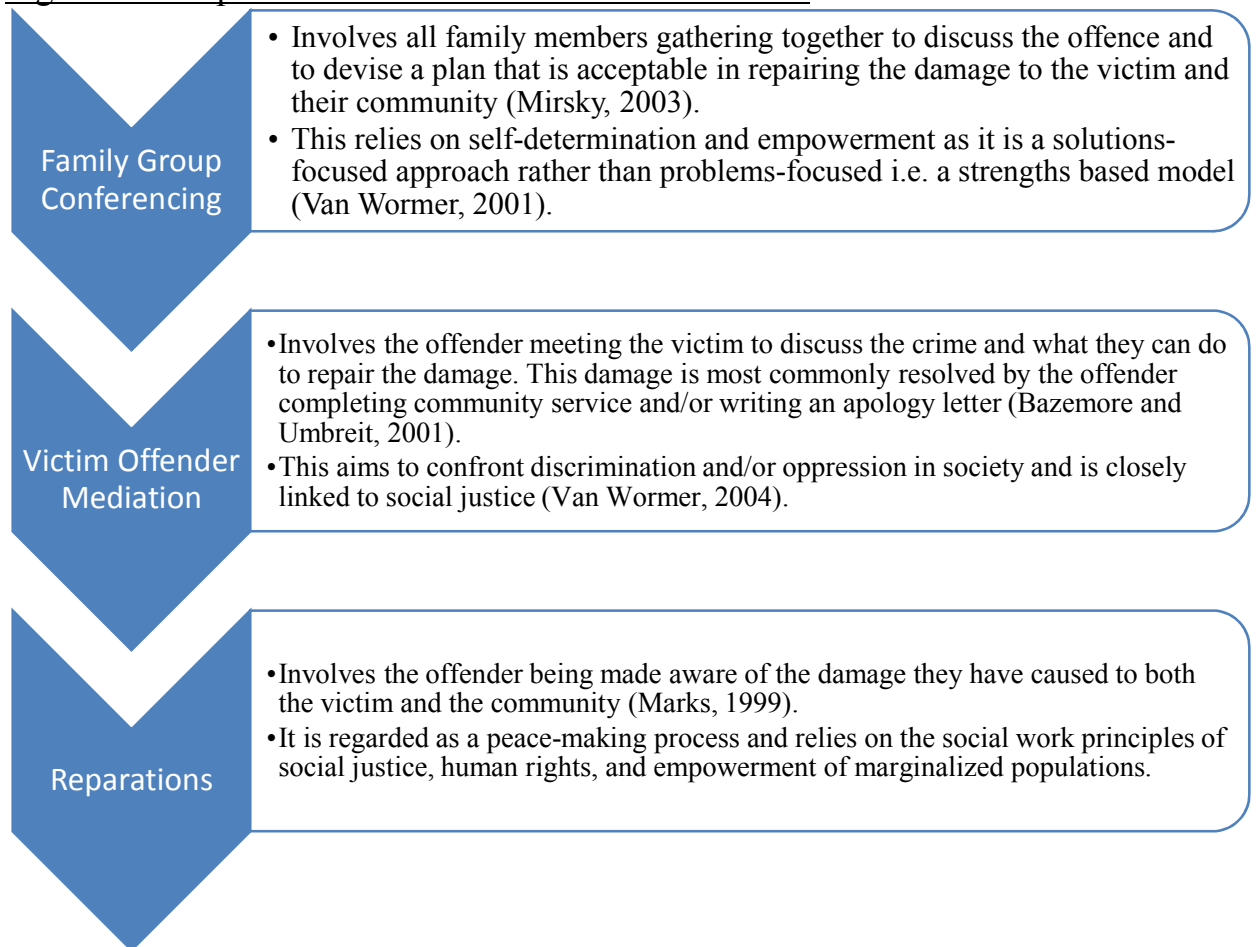 Family Group
Conferencing
• Involves all family members gathering together to discuss the offence and
to devise a plan that is acceptable in repairing the damage to the victim and
their community (Mirsky, 2003).
• This relies on self-determination and empowerment as it is a solutions-
focused approach rather than problems-focused i.e. a strengths based model
(Van Wormer, 2001).
Victim Offender
Mediation
•Involves the offender meeting the victim to discuss the crime and what they can do
to repair the damage. This damage is most commonly resolved by the offender
completing community service and/or writing an apology letter (Bazemore and
Umbreit, 2001).
•This aims to confront discrimination and/or oppression in society and is closely
linked to social justice (Van Wormer, 2004).
Reparations
•Involves the offender being made aware of the damage they have caused to both
the victim and the community (Marks, 1999).
•It is regarded as a peace-making process and relies on the social work principles of
social justice, human rights, and empowerment of marginalized populations.